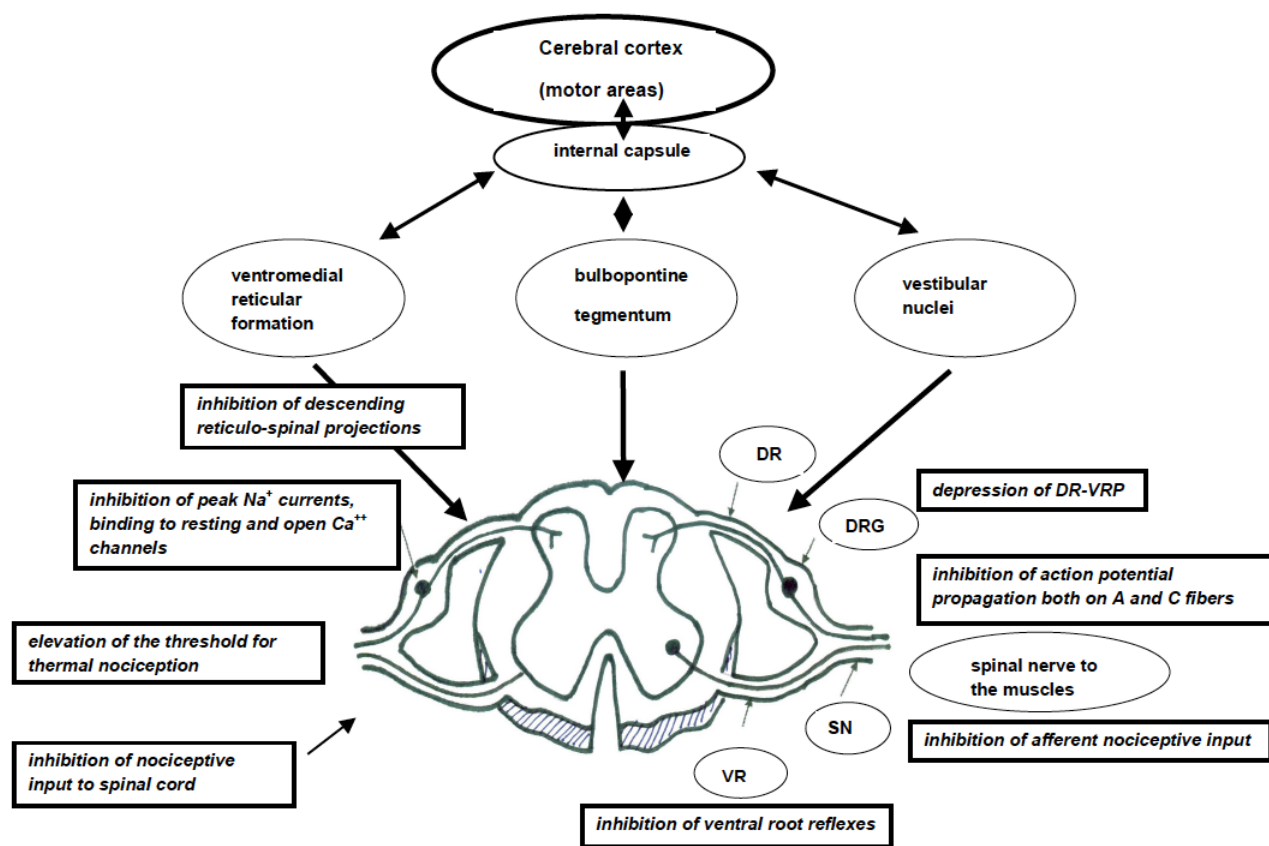 Cerebral cortex
(motor areas)
internal capsule
ventromedial
reticular
formation
bulbopontine
tegmentum
vestibular
nuclei
inhibition of descending
reticulo-spinal projections
DR
inhibition of peak Na⁺ currents,
binding to resting and open Ca⁺⁺
channels
depression of DR-VRP
DRG
inhibition of action potential
propagation both on A and C fibers
elevation of the threshold for
thermal nociception
spinal nerve to
the muscles
SN
inhibition of afferent nociceptive input
inhibition of nociceptive
input to spinal cord
VR
inhibition of ventral root reflexes